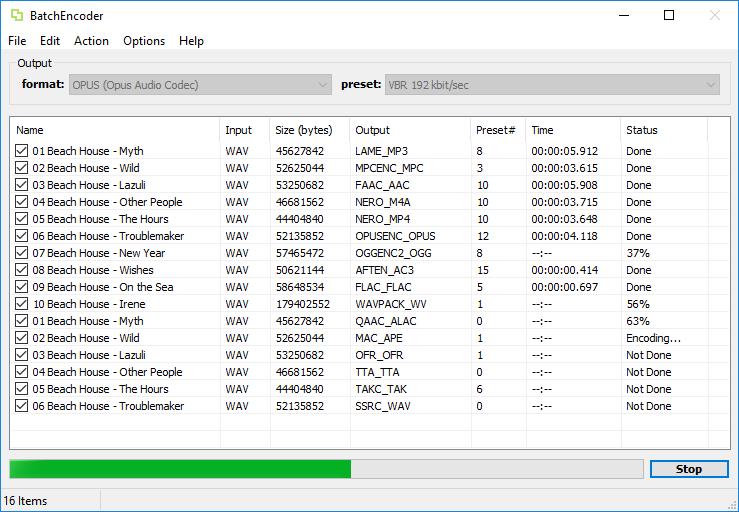 BatchEncoder
File Edit Action Options Help
Output
format: OPUS (Opus Audio Codec) preset: VBR 192 kbit/sec
Name Input Size (bytes) Output Preset# Time Status
01 Beach House - Myth WAV 45627842 LAME_MP3 8 00:00:05.912 Done
02 Beach House - Wild WAV 52625044 MPCENC_MPC 3 00:00:03.615 Done
03 Beach House - Lazuli WAV 53250682 FAAC_AAC 10 00:00:05.908 Done
04 Beach House - Other People WAV 46681562 NERO_M4A 10 00:00:03.715 Done
05 Beach House - The Hours WAV 44404840 NERO_MP4 10 00:00:03.648 Done
06 Beach House - Troublemaker WAV 52135852 OPUSENC_OPUS 12 00:00:04.118 Done
07 Beach House - New Year WAV 57465472 OGGENC2_OGG 8 --:-- 37%
08 Beach House - Wishes WAV 50621144 AFTEN_AC3 15 00:00:00.414 Done
09 Beach House - On the Sea WAV 58648534 FLAC_FLAC 5 00:00:00.697 Done
10 Beach House - Irene WAV 179402552 WAVPACK_WV 1 --:-- 56%
01 Beach House - Myth WAV 45627842 QAAC_ALAC 0 --:-- 63%
02 Beach House - Wild WAV 52625044 MAC_APE 1 --:-- Encoding...
03 Beach House - Lazuli WAV 53250682 OFR_OFR 1 --:-- Not Done
04 Beach House - Other People WAV 46681562 TTA_TTA 0 --:-- Not Done
05 Beach House - The Hours WAV 44404840 TAKC_TAK 6 --:-- Not Done
06 Beach House - Troublemaker WAV 52135852 SSRC_WAV 0 --:-- Not Done
Stop
16 Items